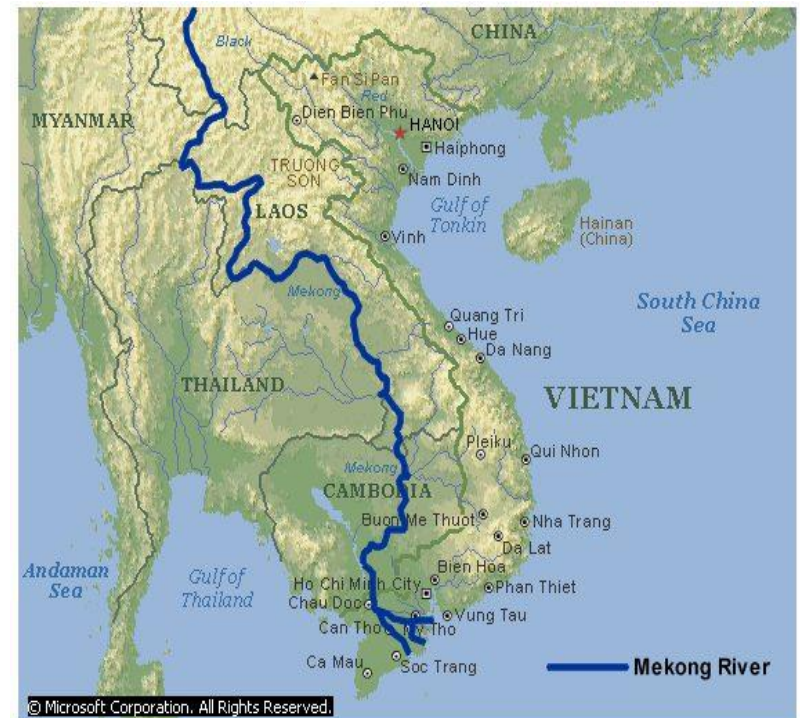 CHINA
Black
Fan Si Pan
Red
Dien Bien Phu
MYANMAR
HANOI
Haiphong
TRUONG
SON
Nam Dinh
LAOS
Gulf of
Tonkin
Hainan
(China)
Vinh
Mekong
South China
Sea
Quang Tri
Hue
Da Nang
THAILAND
VIETNAM
Pleiku
Qui Nhon
Mekong
CAMBODIA
Buon Me Thuot
Nha Trang
Da Lat
Bien Hoa
Andaman
Sea
Gulf of
Thailand
Ho Chi Minh City
Phan Thiet
Chau Doc
Vung Tau
Can Tho
Tho
Ca Mau
Soc Trang
Mekong River
© Microsoft Corporation. All Rights Reserved.